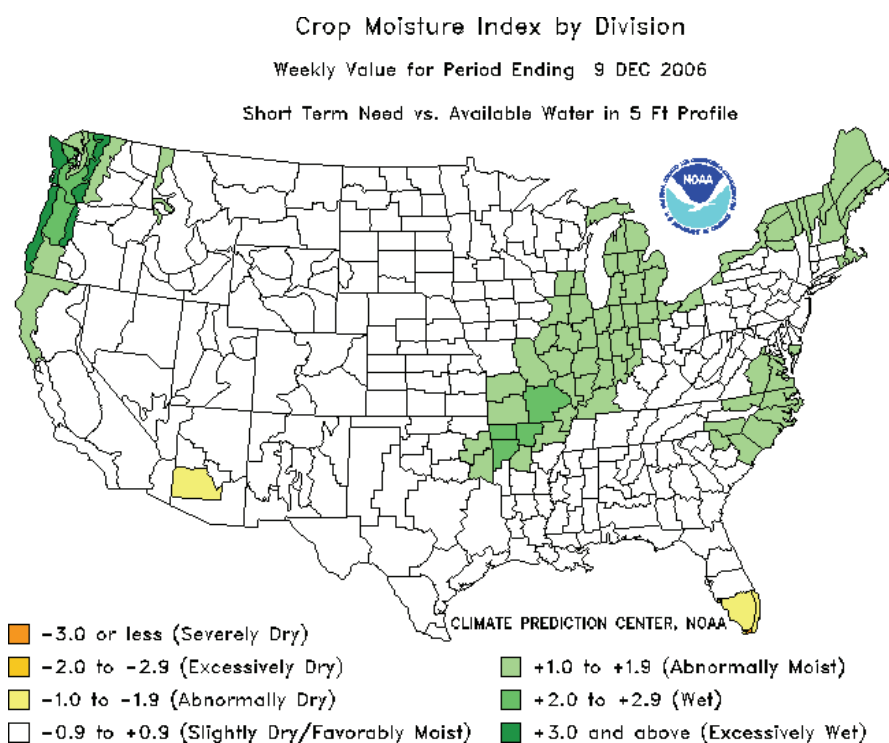 Crop Moisture Index by Division
Weekly Value for Period Ending 9 DEC 2006
Short Term Need vs. Available Water in 5 Ft Profile
NOAA
CLIMATE PREDICTION CENTER, NOAA
-3.0 or less (Severely Dry)
-2.0 to -2.9 (Excessively Dry)
-1.0 to -1.9 (Abnormally Dry)
-0.9 to +0.9 (Slightly Dry/Favorably Moist)
+1.0 to +1.9 (Abnormally Moist)
+2.0 to +2.9 (Wet)
+3.0 and above (Excessively Wet)